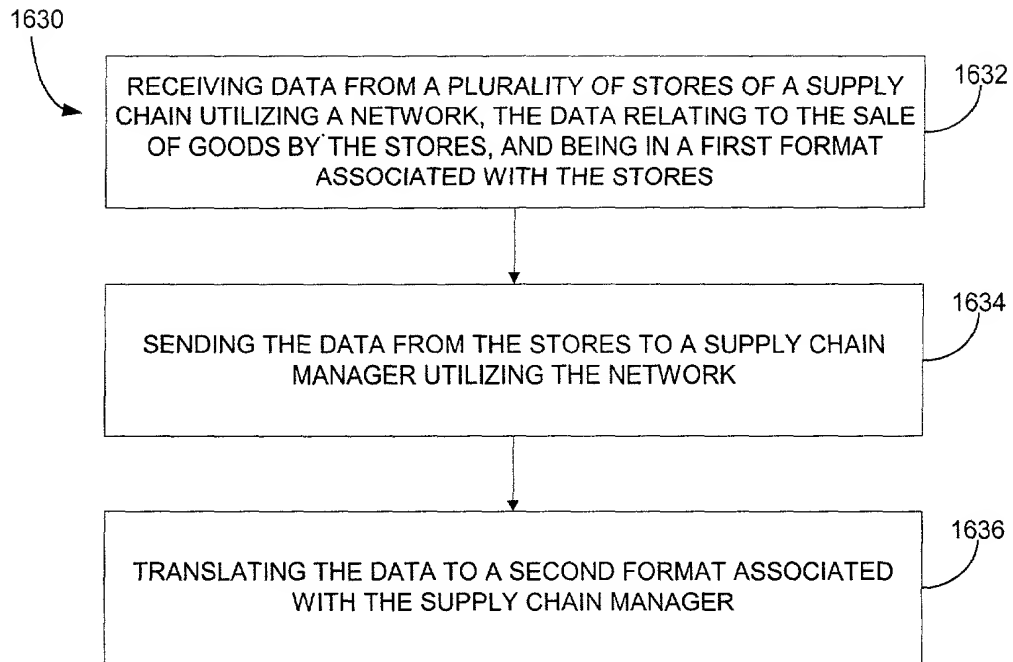 1630
RECEIVING DATA FROM A PLURALITY OF STORES OF A SUPPLY
CHAIN UTILIZING A NETWORK, THE DATA RELATING TO THE SALE
OF GOODS BY THE STORES, AND BEING IN A FIRST FORMAT
ASSOCIATED WITH THE STORES
1632
SENDING THE DATA FROM THE STORES TO A SUPPLY CHAIN
MANAGER UTILIZING THE NETWORK
1634
TRANSLATING THE DATA TO A SECOND FORMAT ASSOCIATED
WITH THE SUPPLY CHAIN MANAGER
1636